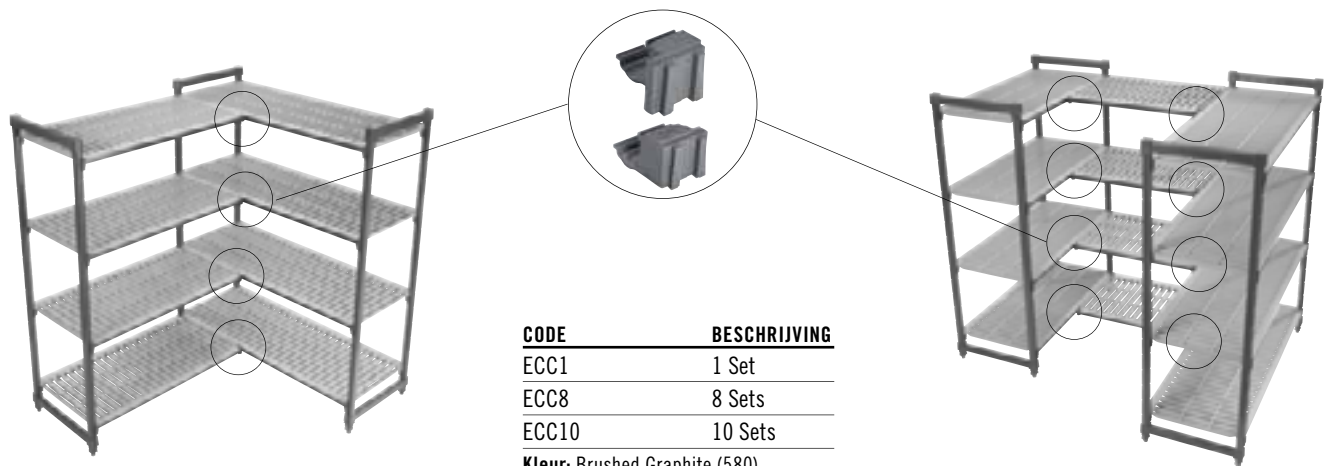 CODE BESCHRIJVING
ECC1 1 Set
ECC8 8 Sets
ECC10 10 Sets
Kleur: Brushed Graphite (580)